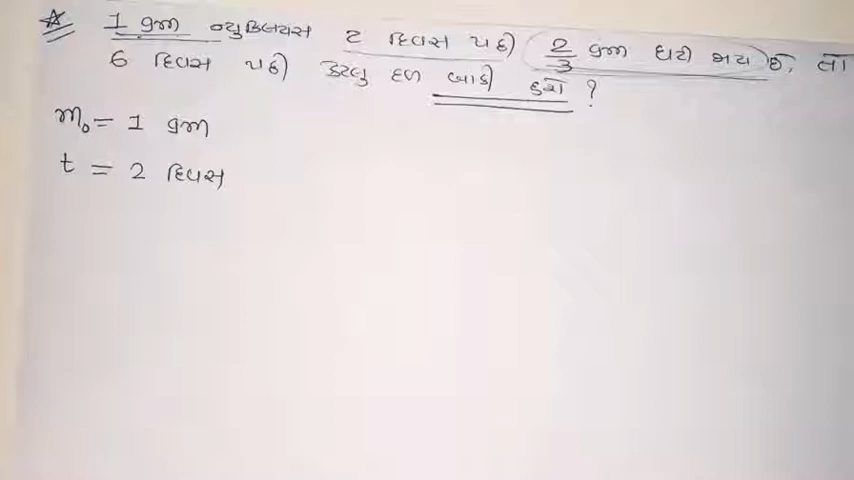 1 ગ્રામ ન્યુક્લિયસ 2 દિવસ પછી 2/3 ગ્રામ ઘટી જાય છે, તો
6 દિવસ પછી કેટલુ દળ બાકી હશે ?
m₀ = 1 ગ્રામ
t = 2 દિવસ